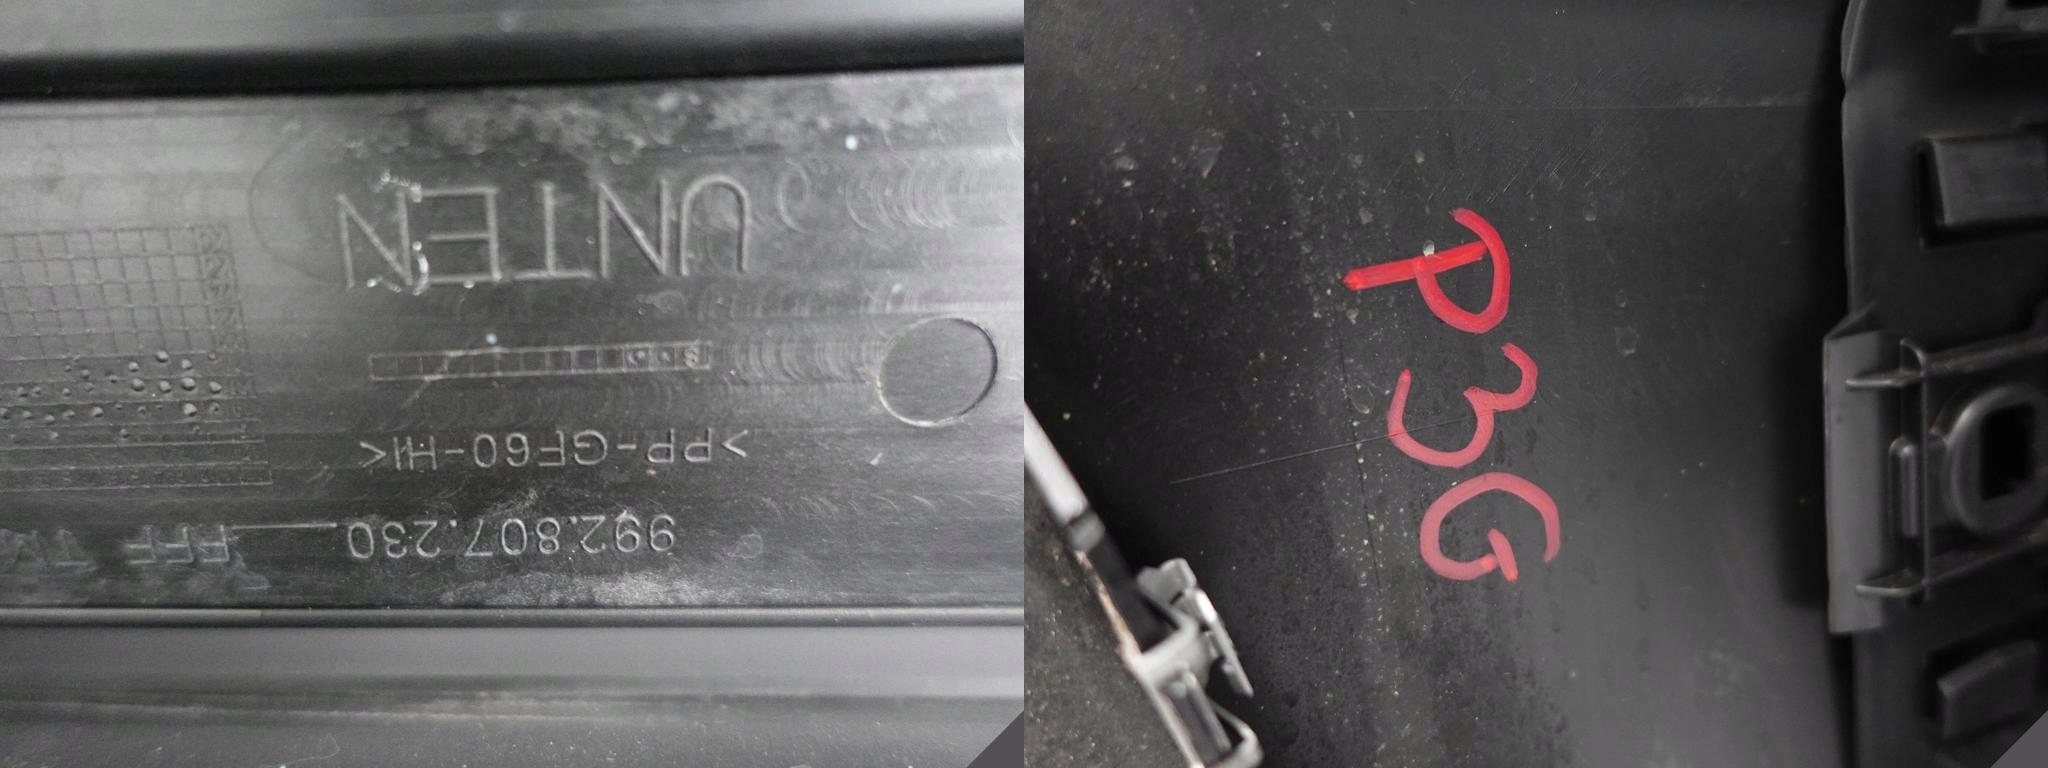 992.807.230
>PP-GF60-HI<
UNTEN
P3G